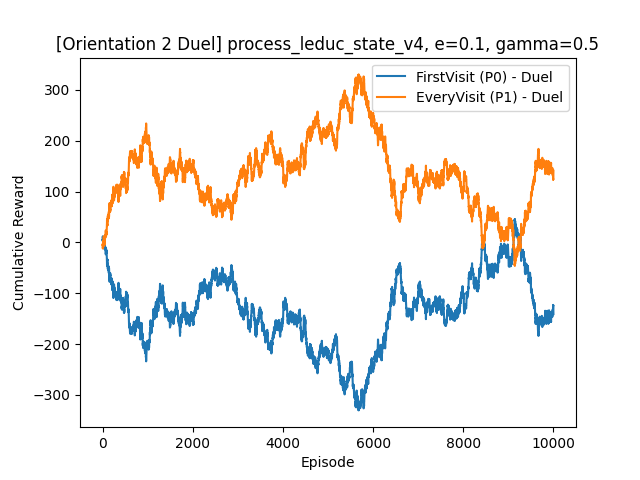 [Orientation 2 Duel] process_leduc_state_v4, e=0.1, gamma=0.5
FirstVisit (P0) - Duel
EveryVisit (P1) - Duel
Cumulative Reward
300
200
100
0
−100
−200
−300
0
2000
4000
6000
8000
10000
Episode